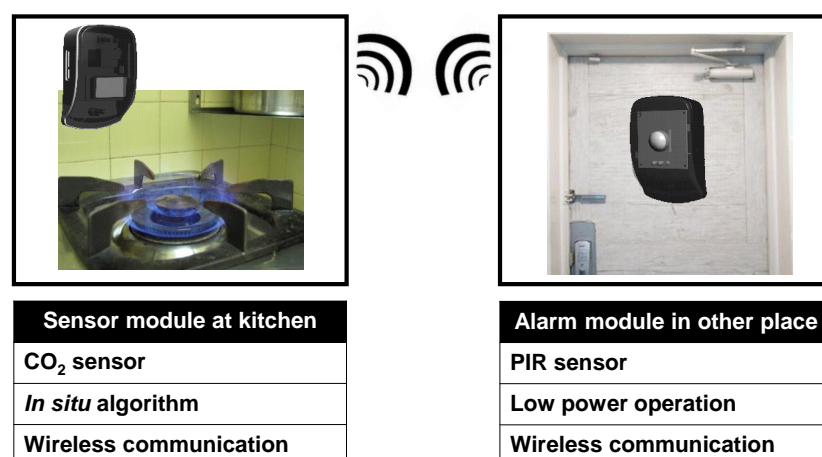 Sensor module at kitchen
CO₂ sensor
In situ algorithm
Wireless communication
Alarm module in other place
PIR sensor
Low power operation
Wireless communication